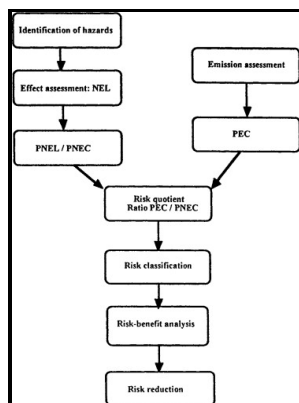 Identification of hazards
Emission assessment
Effect assessment: NEL
PNEL / PNEC
PEC
Risk quotient
Ratio PEC / PNEC
Risk classification
Risk-benefit analysis
Risk reduction